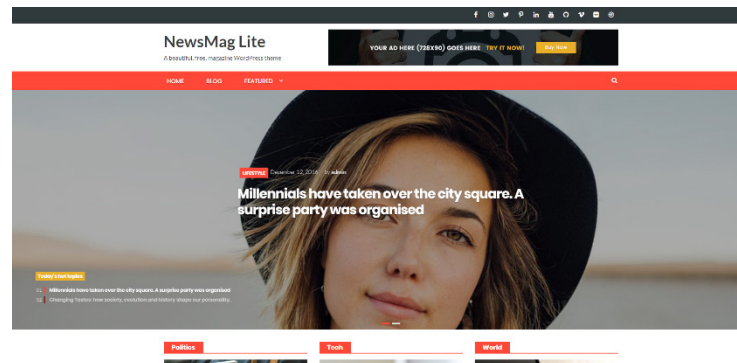 NewsMag Lite
A beautiful, free, magazine WordPress theme
YOUR AD HERE (728X90) GOES HERE TRY IT NOW! Buy Now
HOME BLOG FEATURED
LIFESTYLE December 12, 2016 / by admin
Millennials have taken over the city square. A
surprise party was organised
Today's hot topics
01 Millennials have taken over the city square. A surprise party was organised
02 Changing Tastes: how society, evolution and history shape our personality.
Politics Tech World